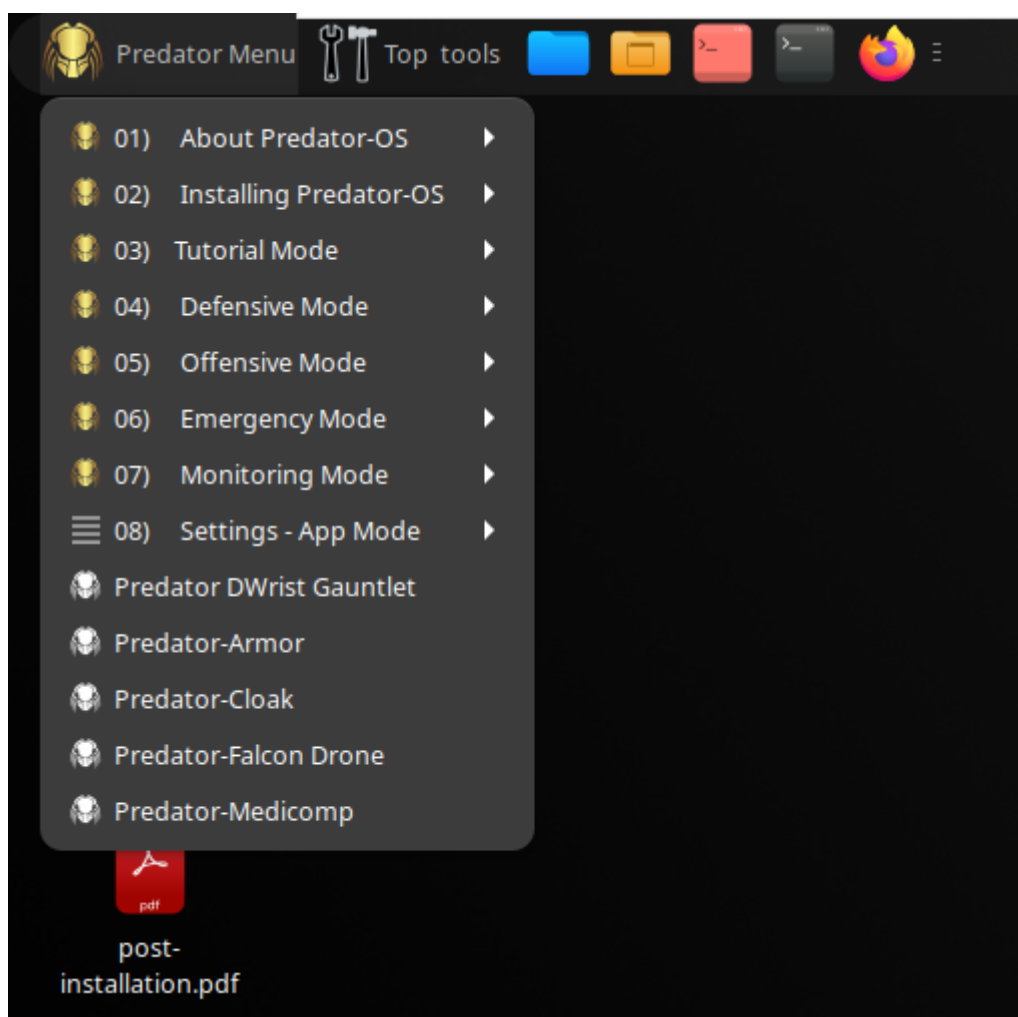 Predator Menu
Top tools
01) About Predator-OS
02) Installing Predator-OS
03) Tutorial Mode
04) Defensive Mode
05) Offensive Mode
06) Emergency Mode
07) Monitoring Mode
08) Settings - App Mode
Predator DWrist Gauntlet
Predator-Armor
Predator-Cloak
Predator-Falcon Drone
Predator-Medicomp
pdf
post-
installation.pdf